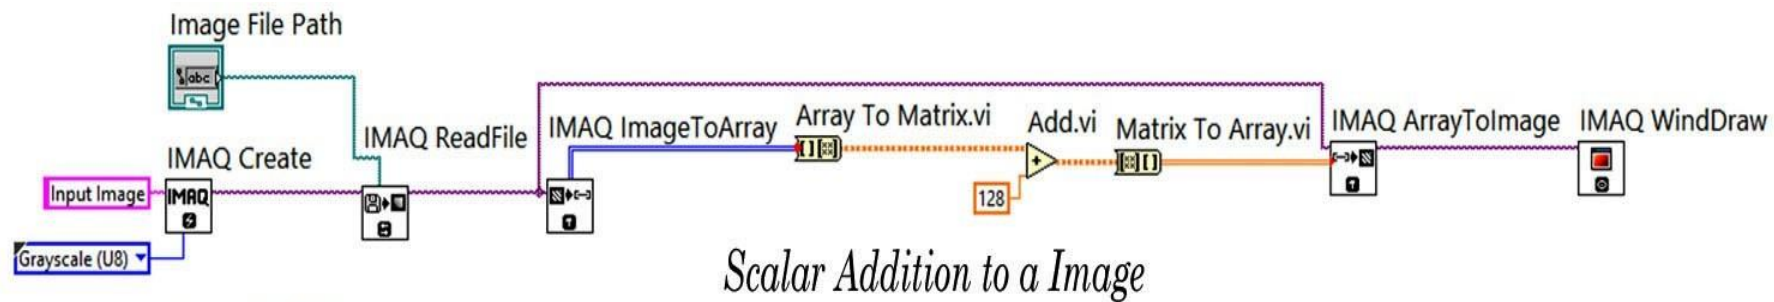 Image File Path
abc
IMAQ ReadFile
IMAQ ImageToArray
Array To Matrix.vi
Add.vi
Matrix To Array.vi
IMAQ ArrayToImage
IMAQ WindDraw
IMAQ Create
Input Image
IMAQ
128
Grayscale (U8)
Scalar Addition to a Image